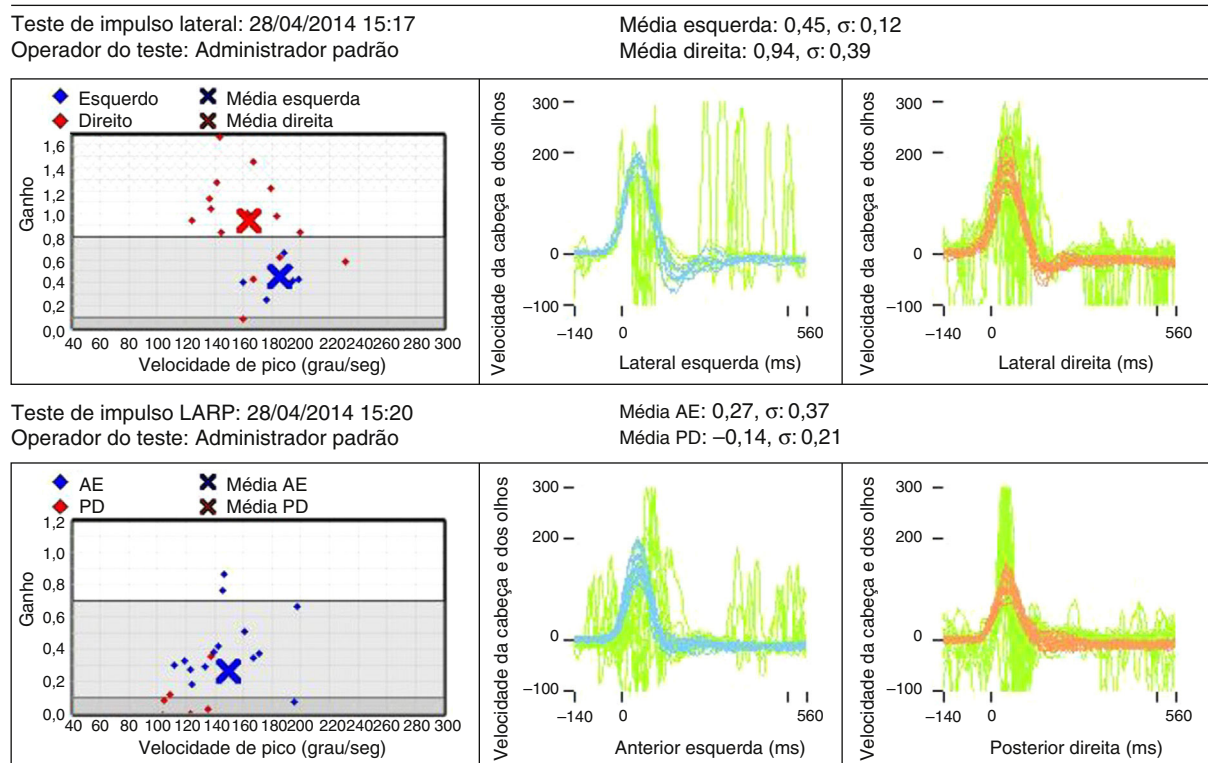 Teste de impulso lateral: 28/04/2014 15:17
Operador do teste: Administrador padrão
Média esquerda: 0,45, σ: 0,12
Média direita: 0,94, σ: 0,39
Esquerdo Média esquerda
Direito Média direita
Ganho
1,6
1,4
1,2
1,0
0,8
0,6
0,4
0,2
0,0
40 60 80 100 120 140 160 180 200 220 240 260 280 300
Velocidade de pico (grau/seg)
Velocidade da cabeça e dos olhos
300
200
0
−100
−140 0 560
Lateral esquerda (ms)
Velocidade da cabeça e dos olhos
300
200
0
−100
−140 0 560
Lateral direita (ms)
Teste de impulso LARP: 28/04/2014 15:20
Operador do teste: Administrador padrão
Média AE: 0,27, σ: 0,37
Média PD: −0,14, σ: 0,21
AE Média AE
PD Média PD
Ganho
1,2
1,0
0,8
0,6
0,4
0,2
0,0
40 60 80 100 120 140 160 180 200 220 240 260 280 300
Velocidade de pico (grau/seg)
Velocidade da cabeça e dos olhos
300
200
0
−100
−140 0 560
Anterior esquerda (ms)
Velocidade da cabeça e dos olhos
300
200
0
−100
−140 0 560
Posterior direita (ms)